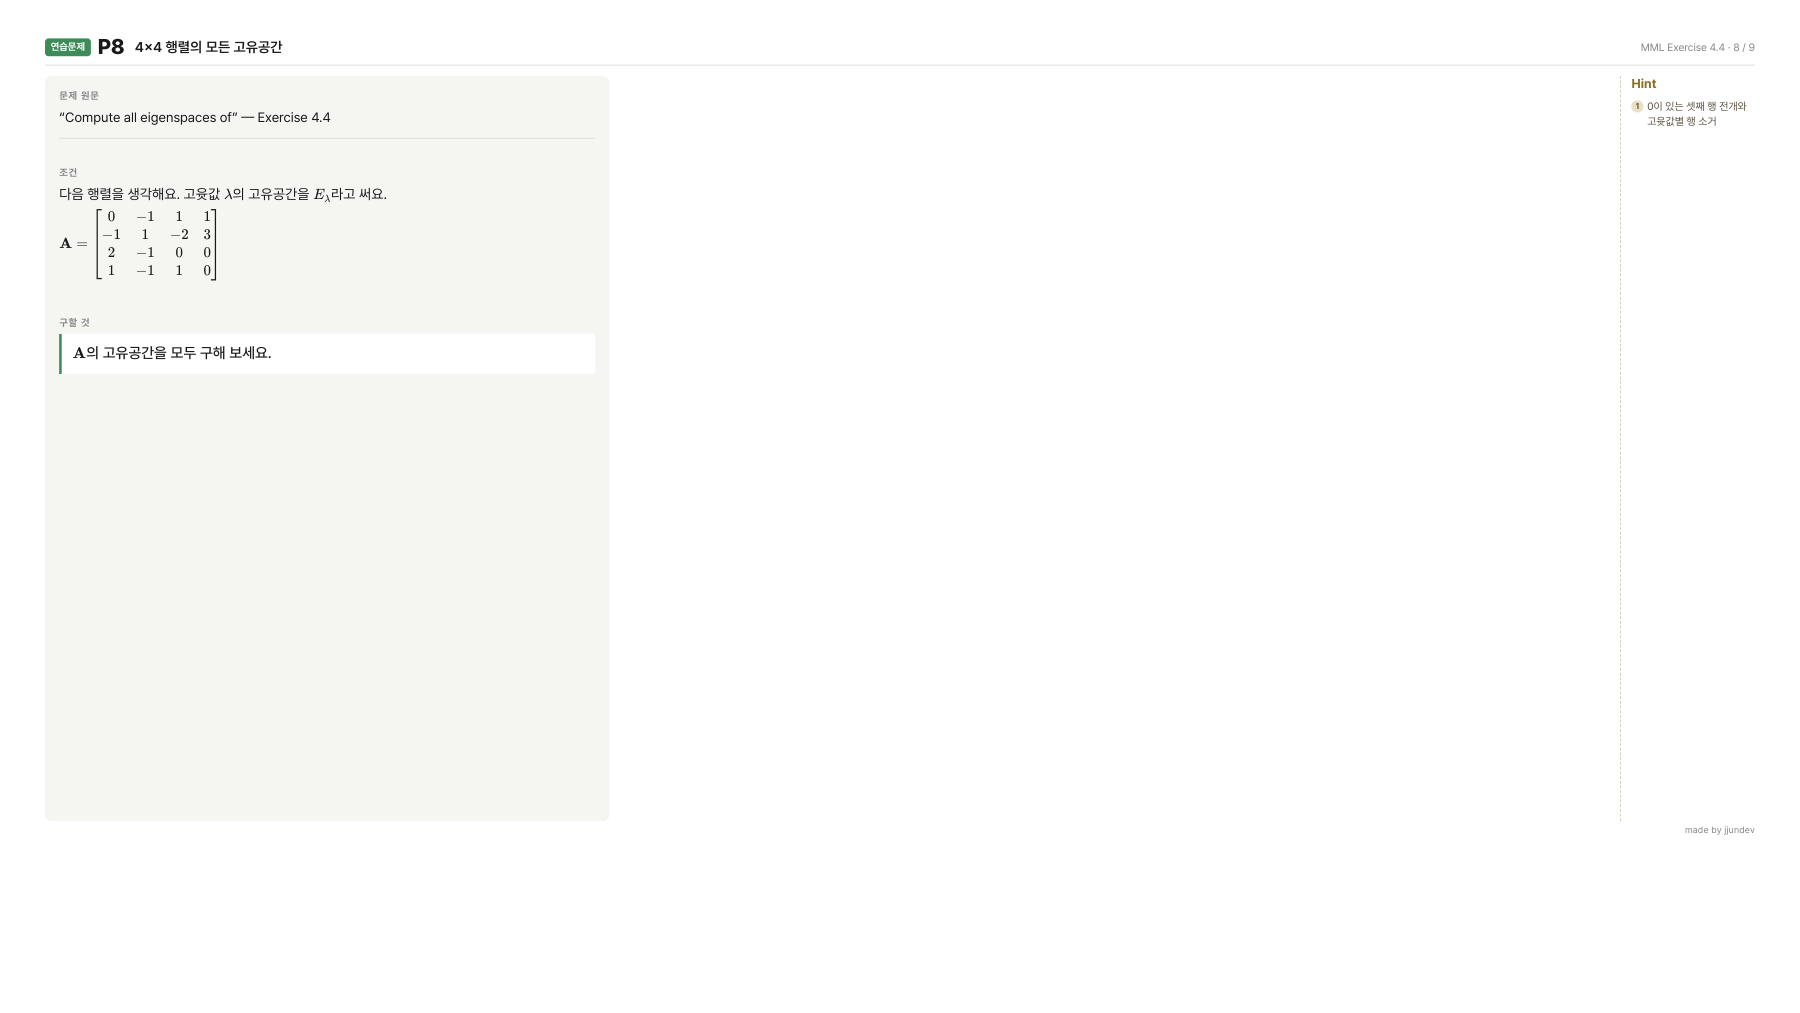 연습문제 P8 4×4 행렬의 모든 고유공간
MML Exercise 4.4 · 8 / 9
문제 원문
“Compute all eigenspaces of” — Exercise 4.4
조건
다음 행렬을 생각해요. 고윳값 λ의 고유공간을 E_λ라고 써요.
A = [
0 −1 1 1
−1 1 −2 3
2 −1 0 0
1 −1 1 0
]
구할 것
A의 고유공간을 모두 구해 보세요.
Hint
1 0이 있는 셋째 행 전개와
고윳값별 행 소거
made by jjundev